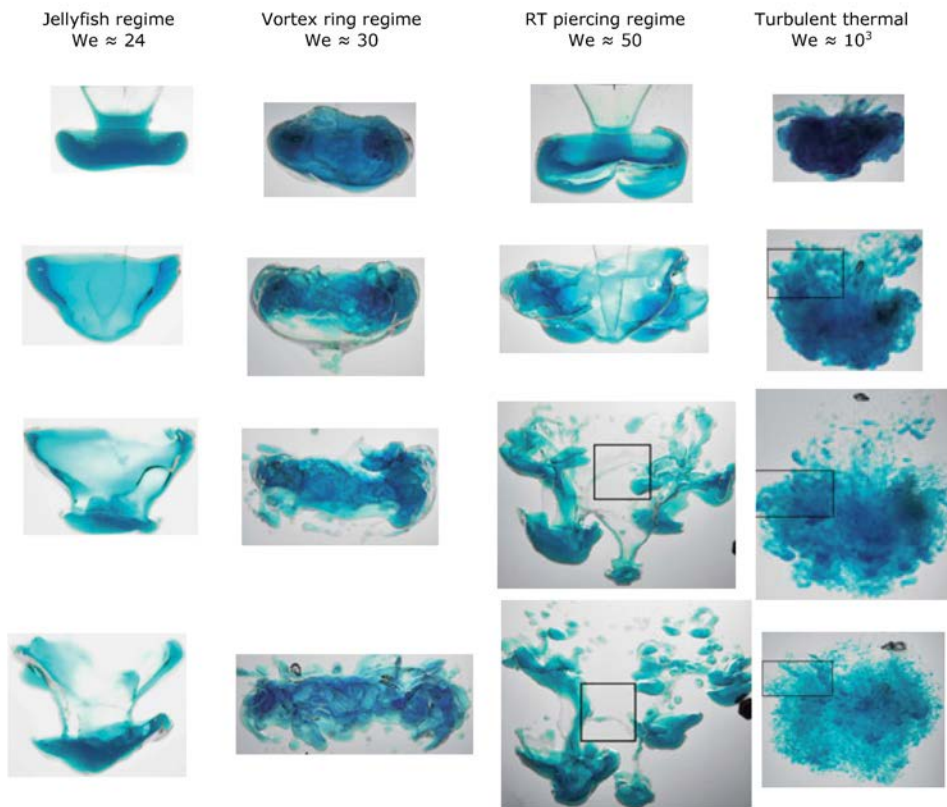 Jellyfish regime
We ≈ 24
Vortex ring regime
We ≈ 30
RT piercing regime
We ≈ 50
Turbulent thermal
We ≈ 10³